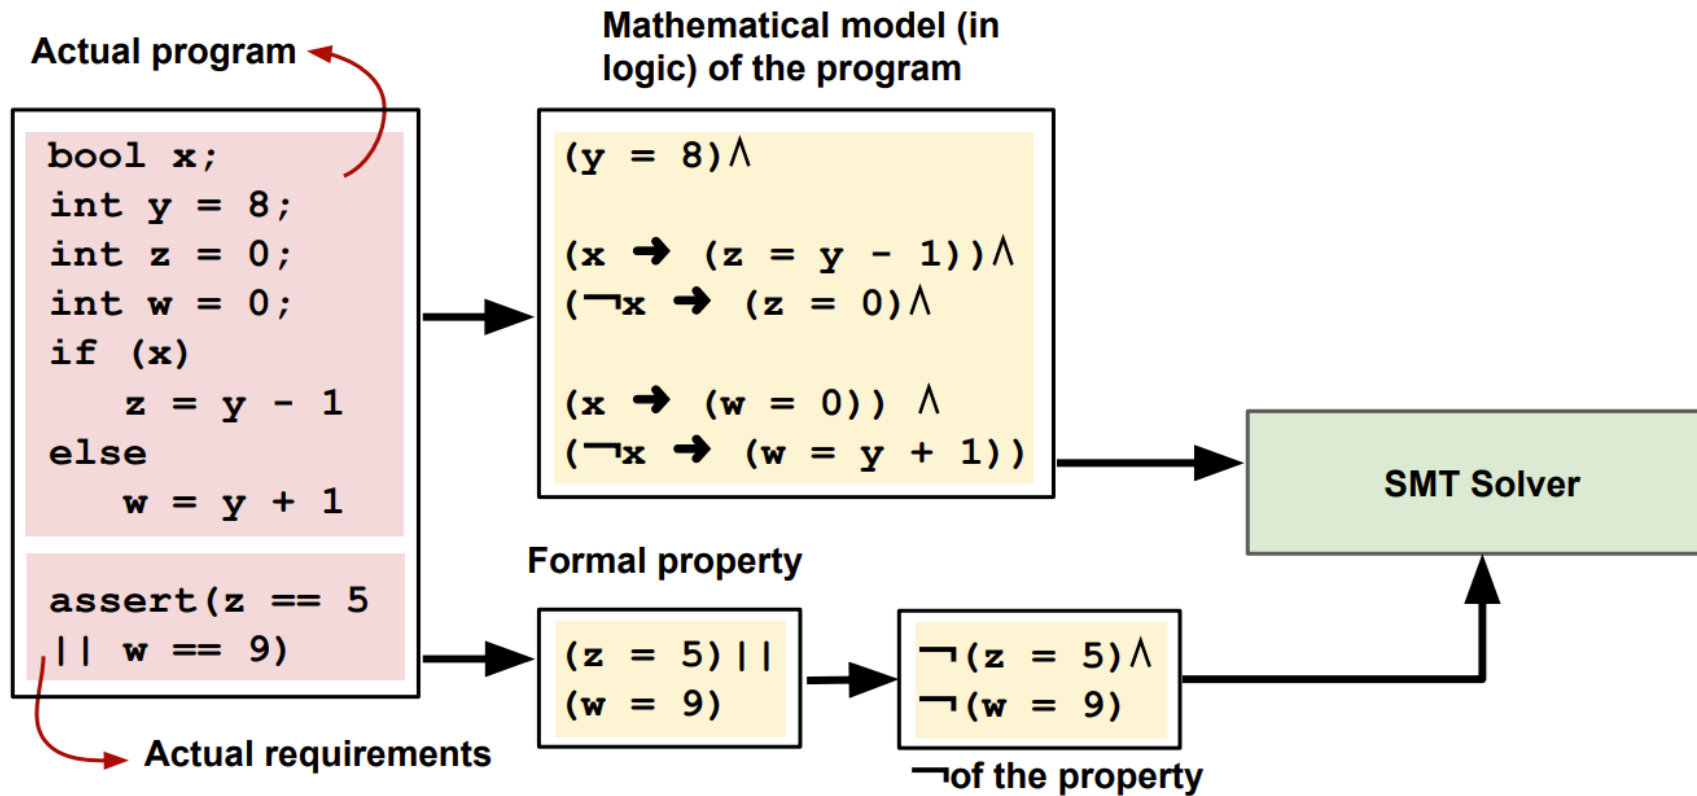 Actual program
bool x;
int y = 8;
int z = 0;
int w = 0;
if (x)
z = y - 1
else
w = y + 1
assert(z == 5
|| w == 9)
Actual requirements
Mathematical model (in
logic) of the program
(y = 8)∧
(x ➜ (z = y - 1))∧
(¬x ➜ (z = 0)∧
(x ➜ (w = 0)) ∧
(¬x ➜ (w = y + 1))
Formal property
(z = 5)||
(w = 9)
¬(z = 5)∧
¬(w = 9)
¬of the property
SMT Solver